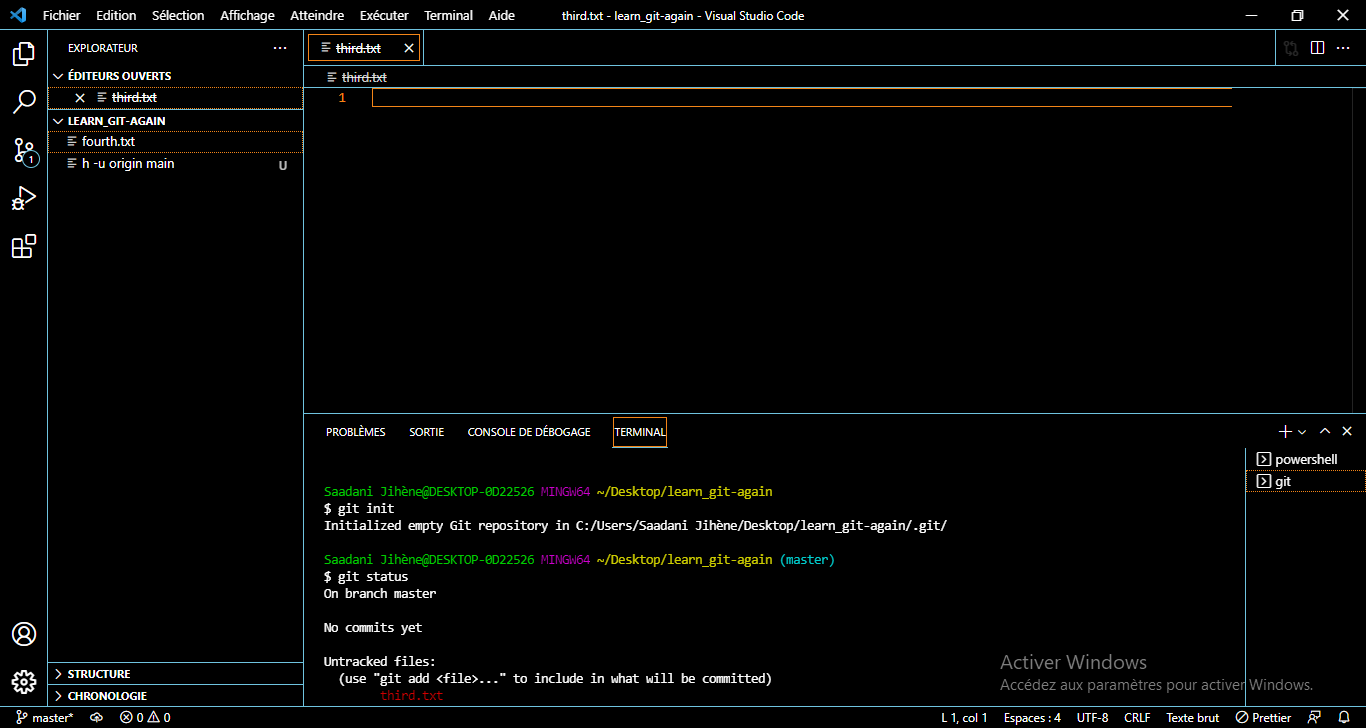 Fichier Edition Sélection Affichage Atteindre Exécuter Terminal Aide third.txt - learn_git-again - Visual Studio Code
EXPLORATEUR
third.txt
ÉDITEURS OUVERTS
third.txt
third.txt
1
LEARN_GIT-AGAIN
fourth.txt
h -u origin main U
1
PROBLÈMES SORTIE CONSOLE DE DÉBOGAGE TERMINAL
powershell
git
Saadani Jihène@DESKTOP-0D22526 MINGW64 ~/Desktop/learn_git-again
$ git init
Initialized empty Git repository in C:/Users/Saadani Jihène/Desktop/learn_git-again/.git/
Saadani Jihène@DESKTOP-0D22526 MINGW64 ~/Desktop/learn_git-again (master)
$ git status
On branch master
No commits yet
Untracked files:
(use "git add <file>..." to include in what will be committed)
third.txt
Activer Windows
Accédez aux paramètres pour activer Windows.
STRUCTURE
CHRONOLOGIE
master* 0 0 L 1, col 1 Espaces : 4 UTF-8 CRLF Texte brut Prettier